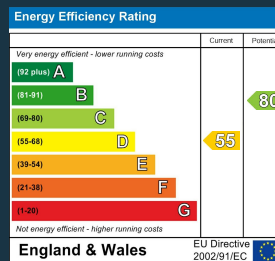 Energy Efficiency Rating
Current
Very energy efficient - lower running costs
(92 plus) A
(81-91) B
80
(69-80) C
(55-68) D
55
(39-54) E
(21-38) F
(1-20) G
Not energy efficient - higher running costs
England & Wales
EU Directive
2002/91/EC